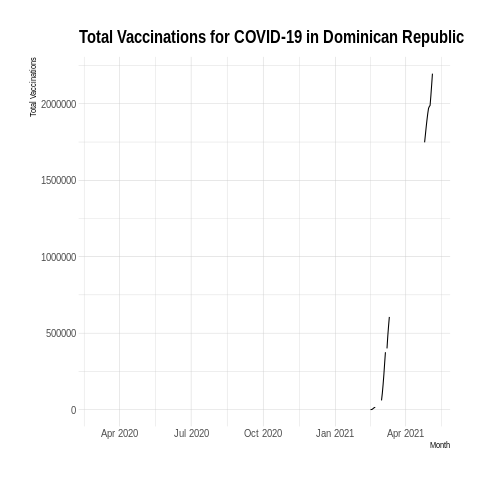 Total Vaccinations for COVID-19 in Dominican Republic
Total Vaccinations
2000000
1500000
1000000
500000
0
Apr 2020 Jul 2020 Oct 2020 Jan 2021 Apr 2021
Month